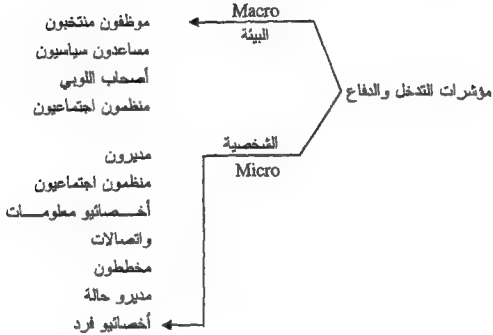 مؤشرات للتدخل والدفاع
Macro
البيئة
موظفون منتخبون
مساعدون سياسيون
أصحاب اللوبي
منظمون اجتماعيون
الشخصية
Micro
مديرون
منظمون اجتماعيون
أخصائيو معلومات
واتصالات
مخططون
مديرو حالة
أخصائيو فرد